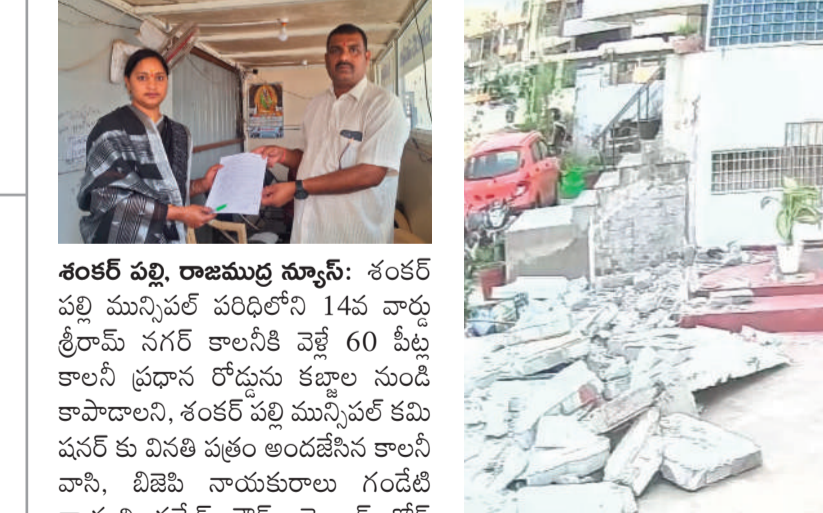 శంకర్ పల్లి, రాజముద్ర న్యూస్: శంకర్
పల్లి మున్సిపల్ పరిధిలోని 14వ వార్డు
శ్రీరామ్ నగర్ కాలనీకి వెళ్లే 60 పీట్ల
కాలనీ ప్రధాన రోడ్డును కబ్జాల నుండి
కాపాడాలని, శంకర్ పల్లి మున్సిపల్ కమి
షనర్ కు వినతి పత్రం అందజేసిన కాలనీ
వాసి, బిజెపి నాయకురాలు గండేటి